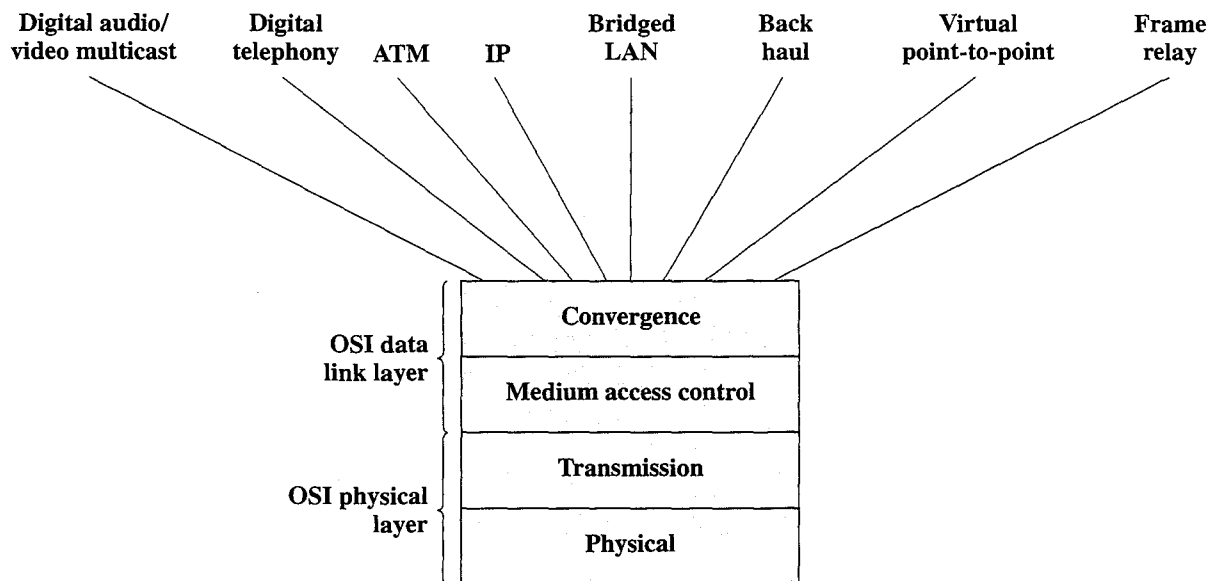 Digital audio/
video multicast
Digital
telephony
ATM
IP
Bridged
LAN
Back
haul
Virtual
point-to-point
Frame
relay
Convergence
OSI data
link layer
Medium access control
Transmission
OSI physical
layer
Physical